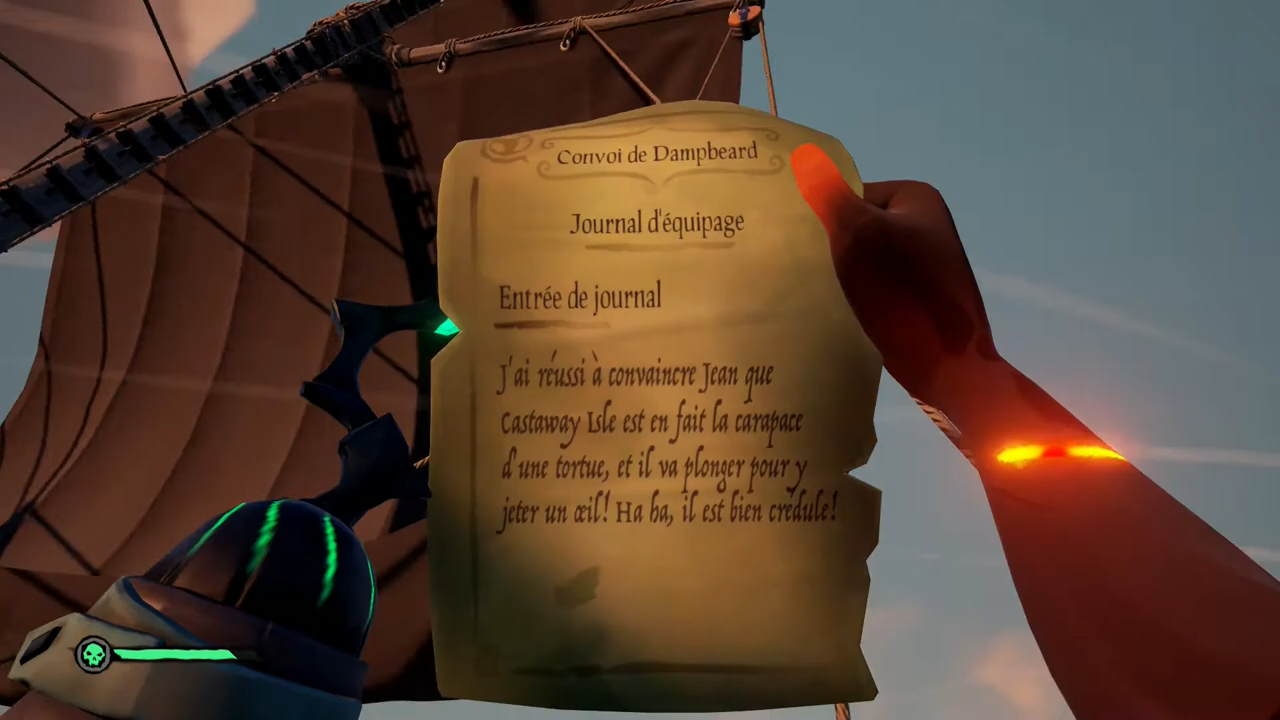 Convoi de Dampbeard
Journal d'équipage
Entrée de journal
J'ai réussi à convaincre Jean que
Castaway Isle est en fait la carapace
d'une tortue, et il va plonger pour y
jeter un œil! Ha ha, il est bien crédule!